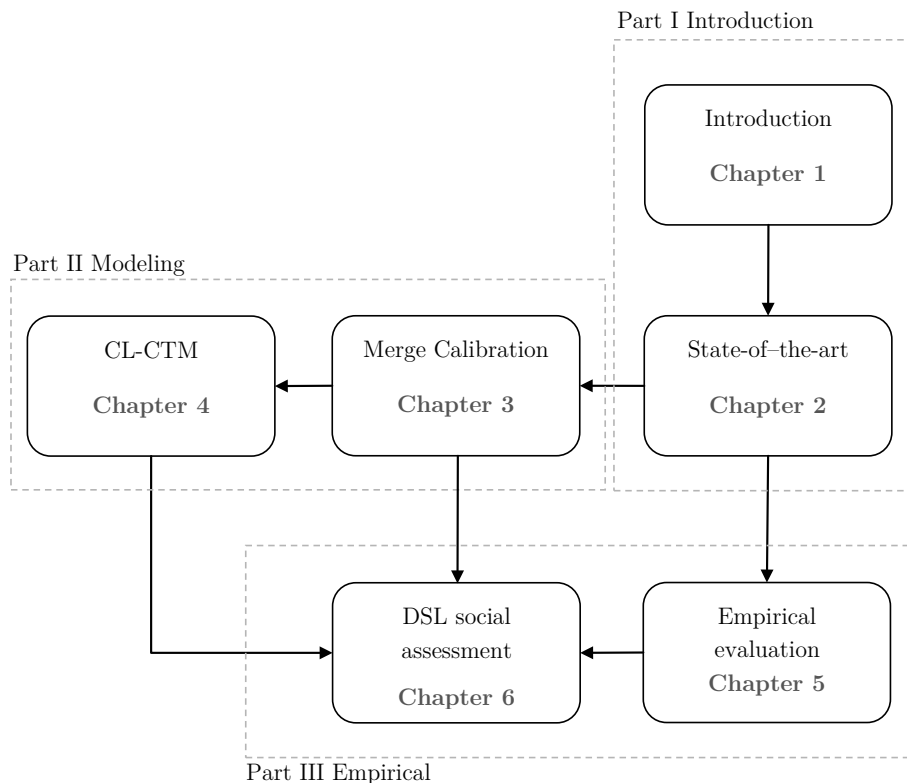 Part I Introduction
Introduction
Chapter 1
Part II Modeling
CL-CTM
Chapter 4
Merge Calibration
Chapter 3
State-of–the-art
Chapter 2
DSL social
assessment
Chapter 6
Empirical
evaluation
Chapter 5
Part III Empirical